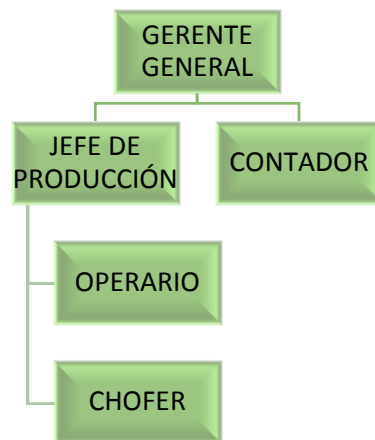 GERENTE
GENERAL
JEFE DE
PRODUCCIÓN
CONTADOR
OPERARIO
CHOFER